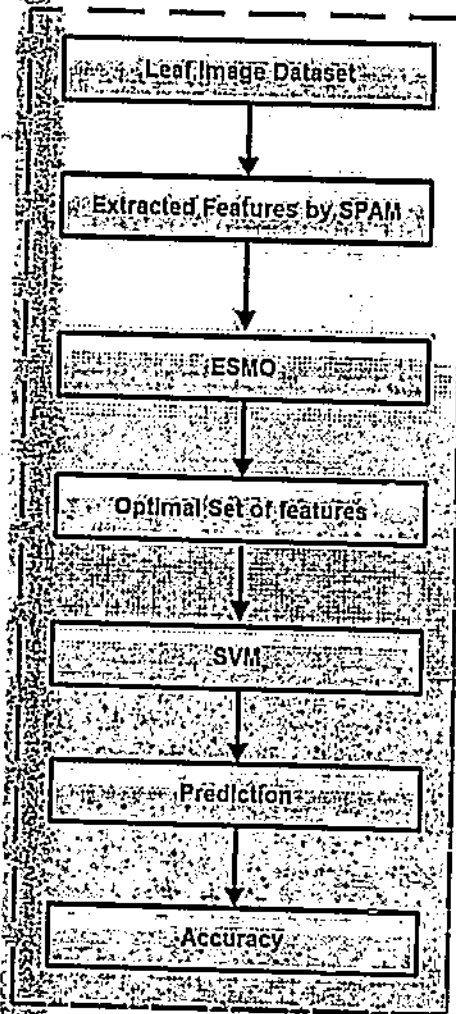 Leaf Image Dataset
Extracted Features by SPAM
ESMO
Optimal Set of features
SVM
Prediction
Accuracy